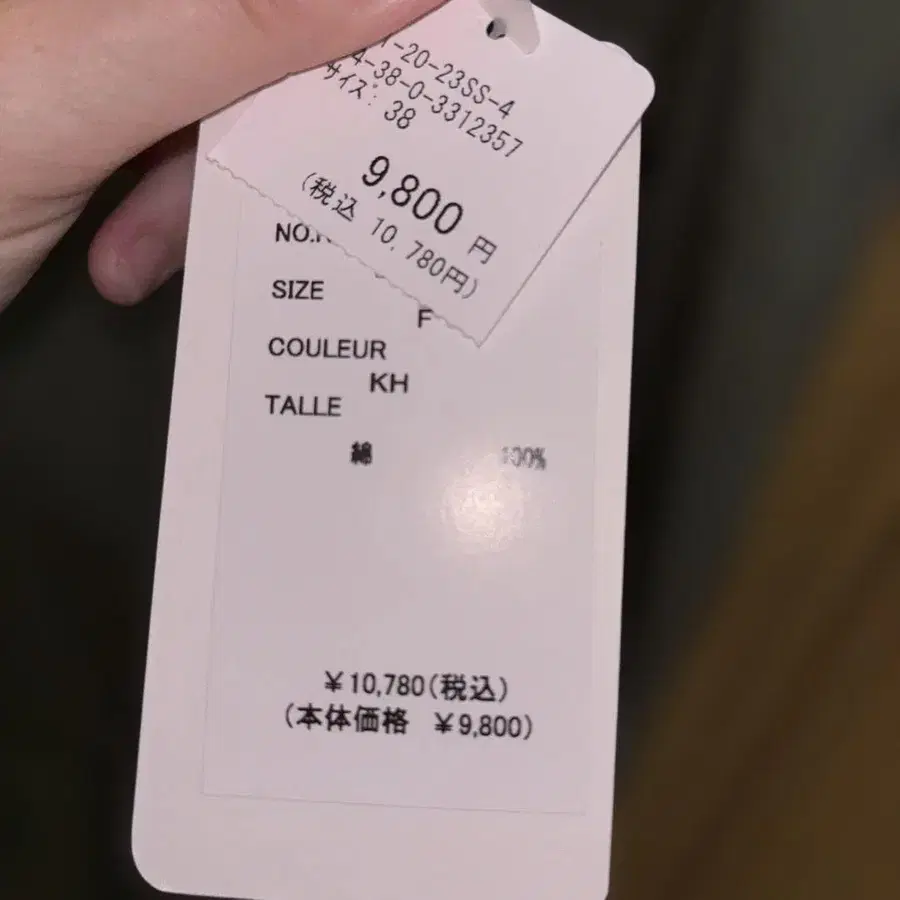 -20-23SS-4
4-38-0-3312357
サイズ: 38
9,800 円
(税込 10,780円)
NO.
SIZE
F
COULEUR
KH
TALLE
綿 100%
￥10,780(税込)
(本体価格 ￥9,800)